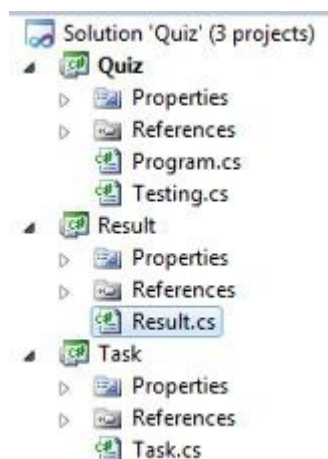 Solution 'Quiz' (3 projects)
Quiz
Properties
References
Program.cs
Testing.cs
Result
Properties
References
Result.cs
Task
Properties
References
Task.cs